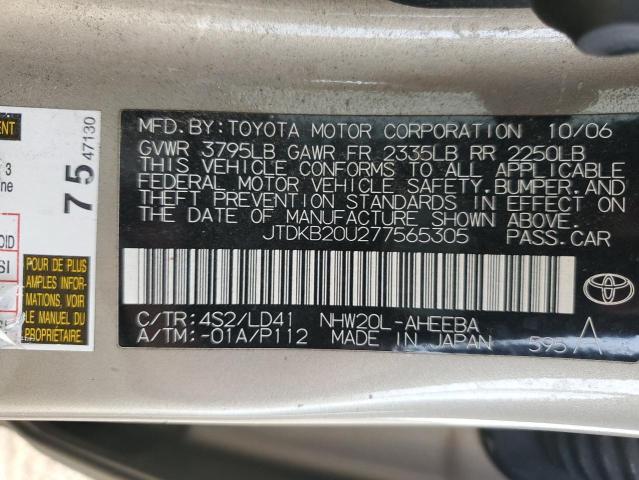 MFD.BY:TOYOTA MOTOR CORPORATION 10/06
GVWR 3795LB GAWR FR 2335LB RR 2250LB
THIS VEHICLE CONFORMS TO ALL APPLICABLE
FEDERAL MOTOR VEHICLE SAFETY,BUMPER,AND
THEFT PREVENTION STANDARDS IN EFFECT ON
THE DATE OF MANUFACTURE SHOWN ABOVE.
JTDKB20U277565305 PASS.CAR
C/TR:4S2/LD41 NHW20L-AHEEBA
A/TM:-01A/P112 MADE IN JAPAN 595 A
75
47130
3
POUR DE PLUS
AMPLES INFOR-
MATIONS, VOIR
LE MANUEL DU
PROPRIÉTAIRE